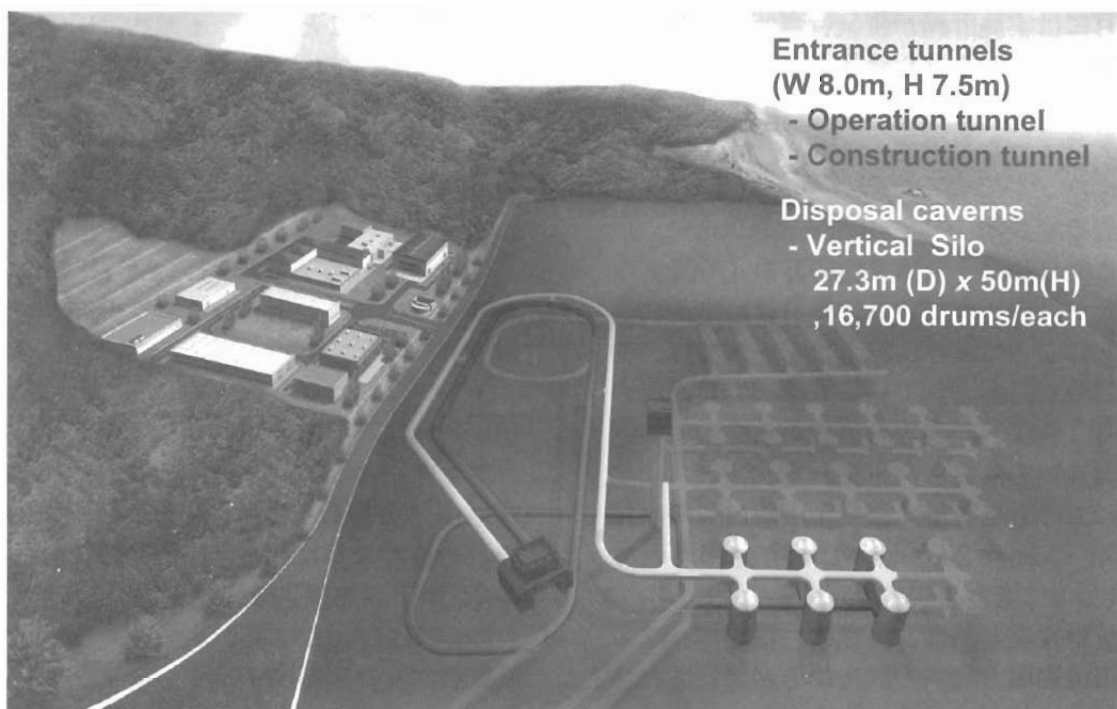 Entrance tunnels
(W 8.0m, H 7.5m)
- Operation tunnel
- Construction tunnel
Disposal caverns
- Vertical Silo
27.3m (D) x 50m(H)
,16,700 drums/each